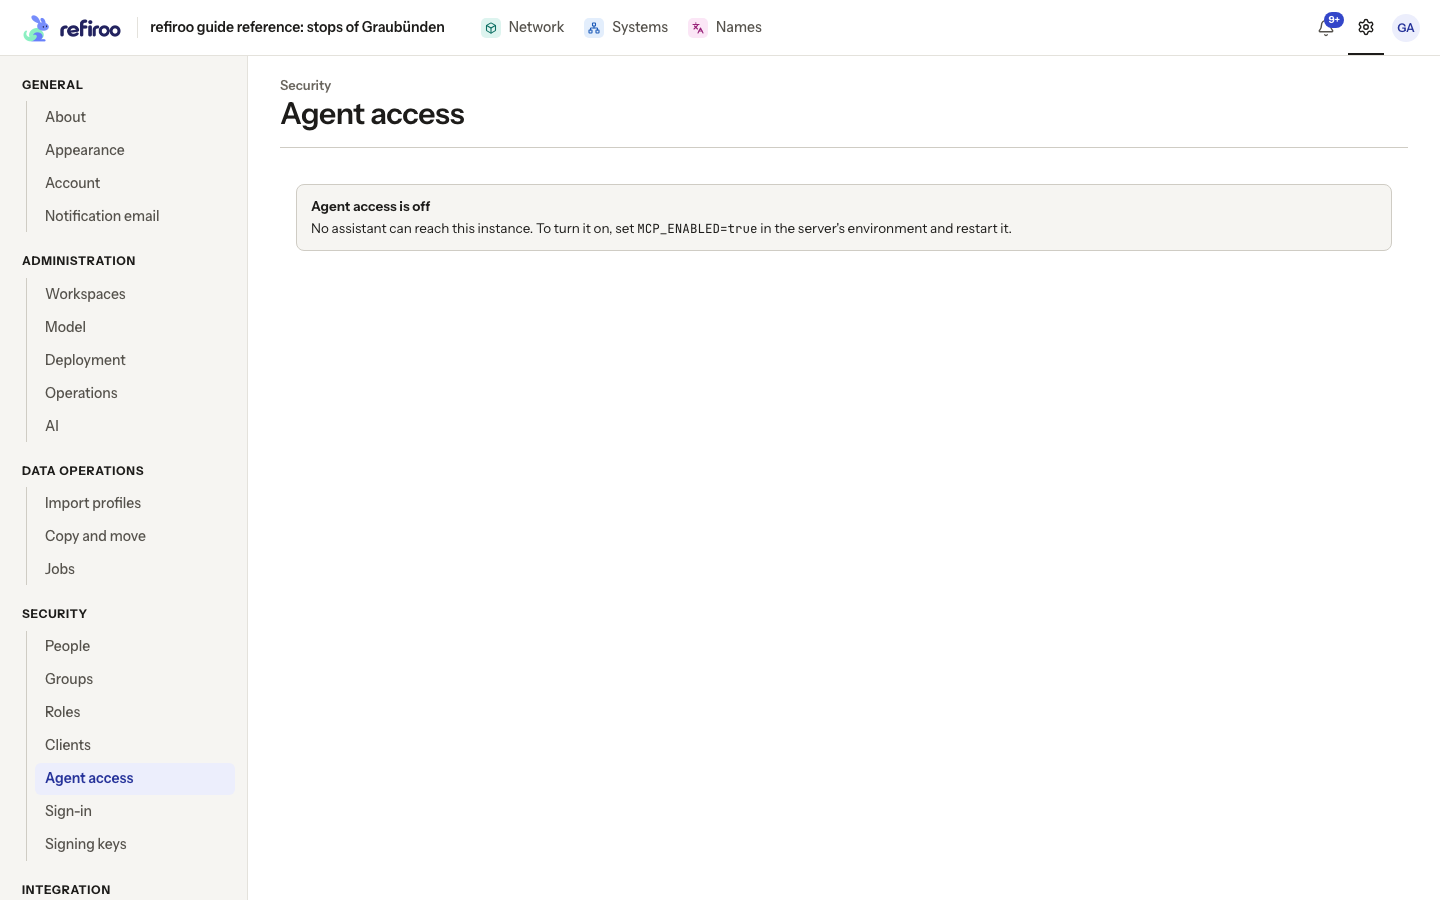 refiroo
refiroo guide reference: stops of Graubünden
Network
Systems
Names
9+
GA
GENERAL
About
Appearance
Account
Notification email
ADMINISTRATION
Workspaces
Model
Deployment
Operations
AI
DATA OPERATIONS
Import profiles
Copy and move
Jobs
SECURITY
People
Groups
Roles
Clients
Agent access
Sign-in
Signing keys
INTEGRATION
Security
Agent access
Agent access is off
No assistant can reach this instance. To turn it on, set MCP_ENABLED=true in the server's environment and restart it.